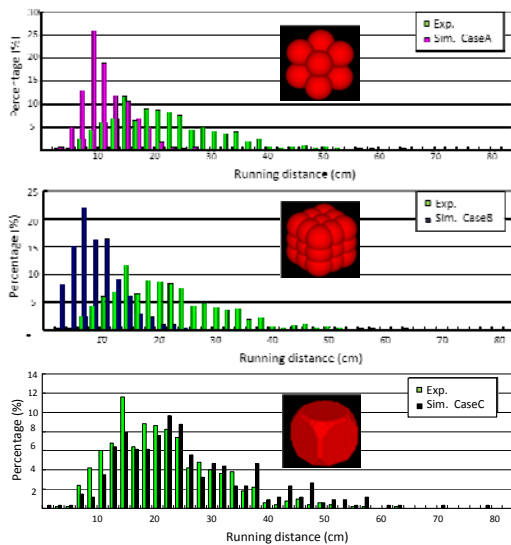 Percentage (%)
30
25
20
15
10
5
Exp.
Sim. CaseA
10 20 30 40 50 60 70 80
Running distance (cm)
Percentage (%)
25
20
15
10
5
Exp.
Sim. CaseB
10 20 30 40 50 60 70 80
Running distance (cm)
Percentage (%)
14
12
10
8
6
4
2
Exp.
Sim. CaseC
10 20 30 40 50 60 70 80
Running distance (cm)